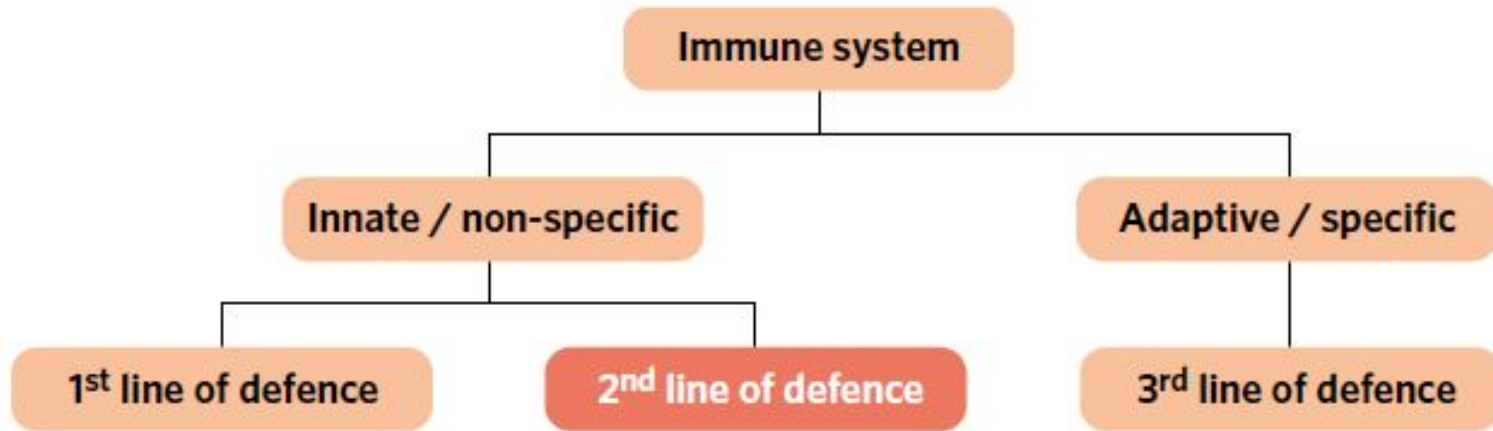 Immune system
Innate / non-specific
Adaptive / specific
1st line of defence
2nd line of defence
3rd line of defence